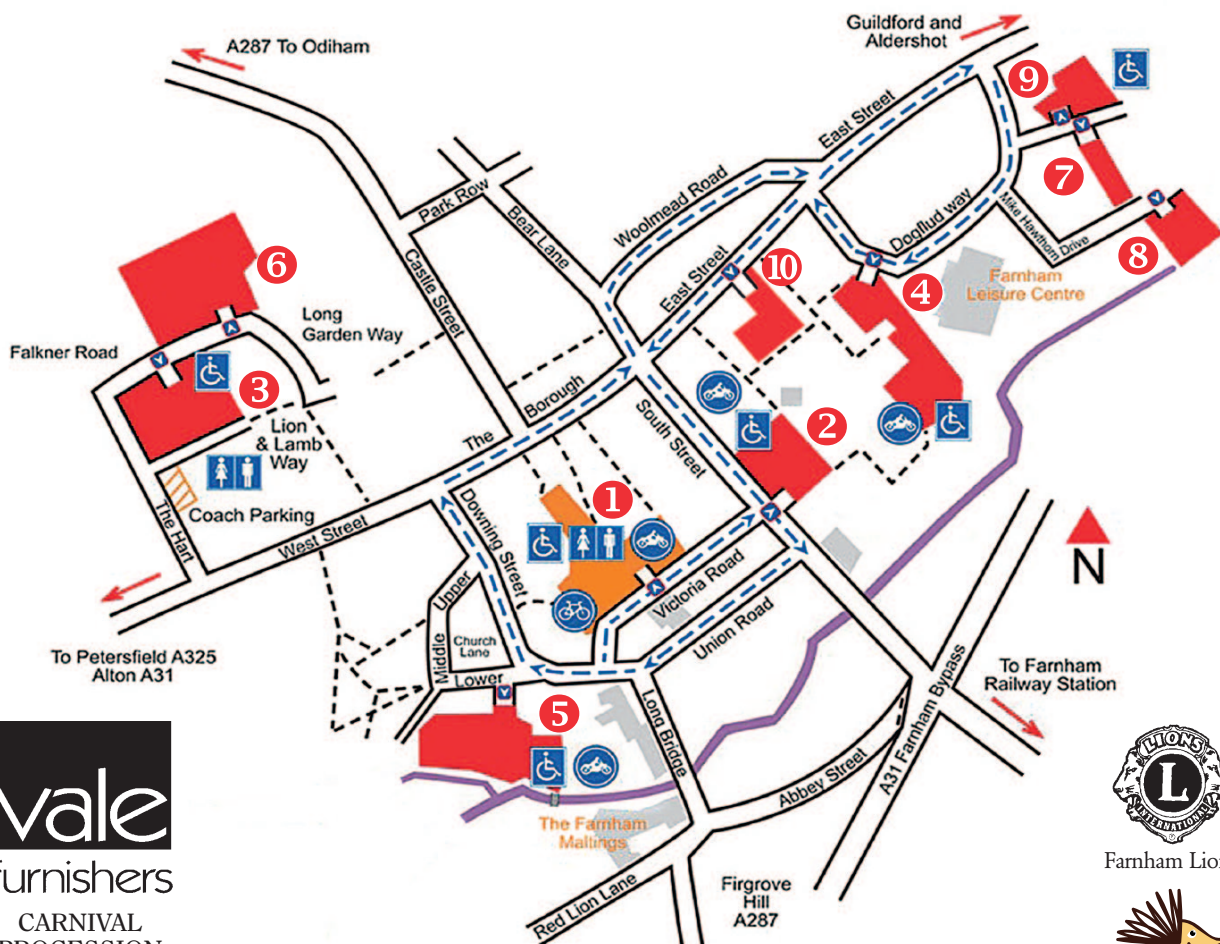 Guildford and
Aldershot
A287 To Odiham
9
East Street
Park Row
Bear Lane
Woolmead Road
7
Mike Hawthorn
Drive
Dogflud way
8
6
Castle Street
East Street
10
4
Farnham
Leisure Centre
Long
Garden Way
Falkner Road
3
Lion
& Lamb
Way
The
Borough
South Street
2
Coach Parking
The Hart
West Street
Downing Street
1
N
Victoria Road
Union Road
Upper
Middle
Church
Lane
Lower
To Petersfield A325
Alton A31
To Farnham
Railway Station
A31 Farnham Bypass
5
Long Bridge
Abbey Street
The Farnham
Maltings
Red Lion Lane
Firgrove
Hill
A287
vale
furnishers
CARNIVAL
PROCESSION
LIONS
L
INTERNATIONAL
Farnham Lion